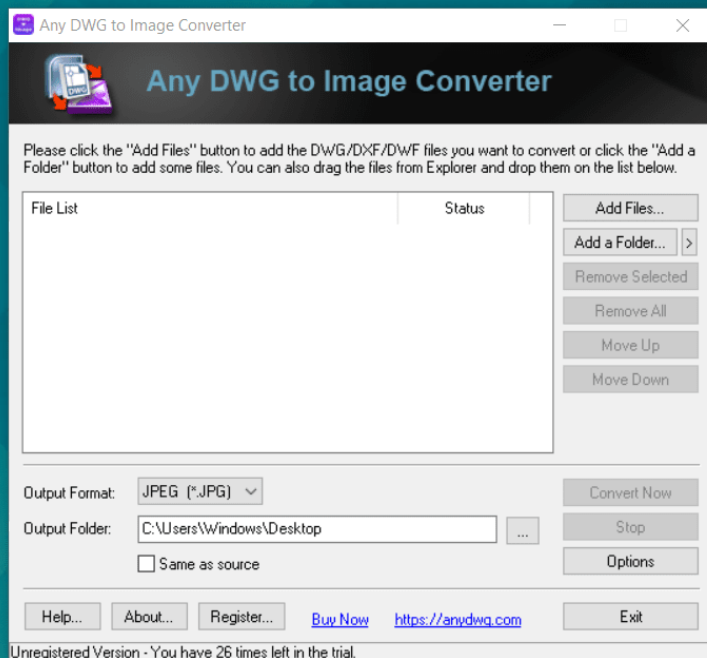 Any DWG to Image Converter
Any DWG to Image Converter
Please click the "Add Files" button to add the DWG/DXF/DWF files you want to convert or click the "Add a
Folder" button to add some files. You can also drag the files from Explorer and drop them on the list below.
File List Status
Add Files...
Add a Folder... >
Remove Selected
Remove All
Move Up
Move Down
Output Format: JPEG (*.JPG)
Convert Now
Output Folder: C:\Users\Windows\Desktop ...
Stop
Same as source
Options
Help... About... Register... Buy Now https://anydwg.com Exit
Unregistered Version - You have 26 times left in the trial.